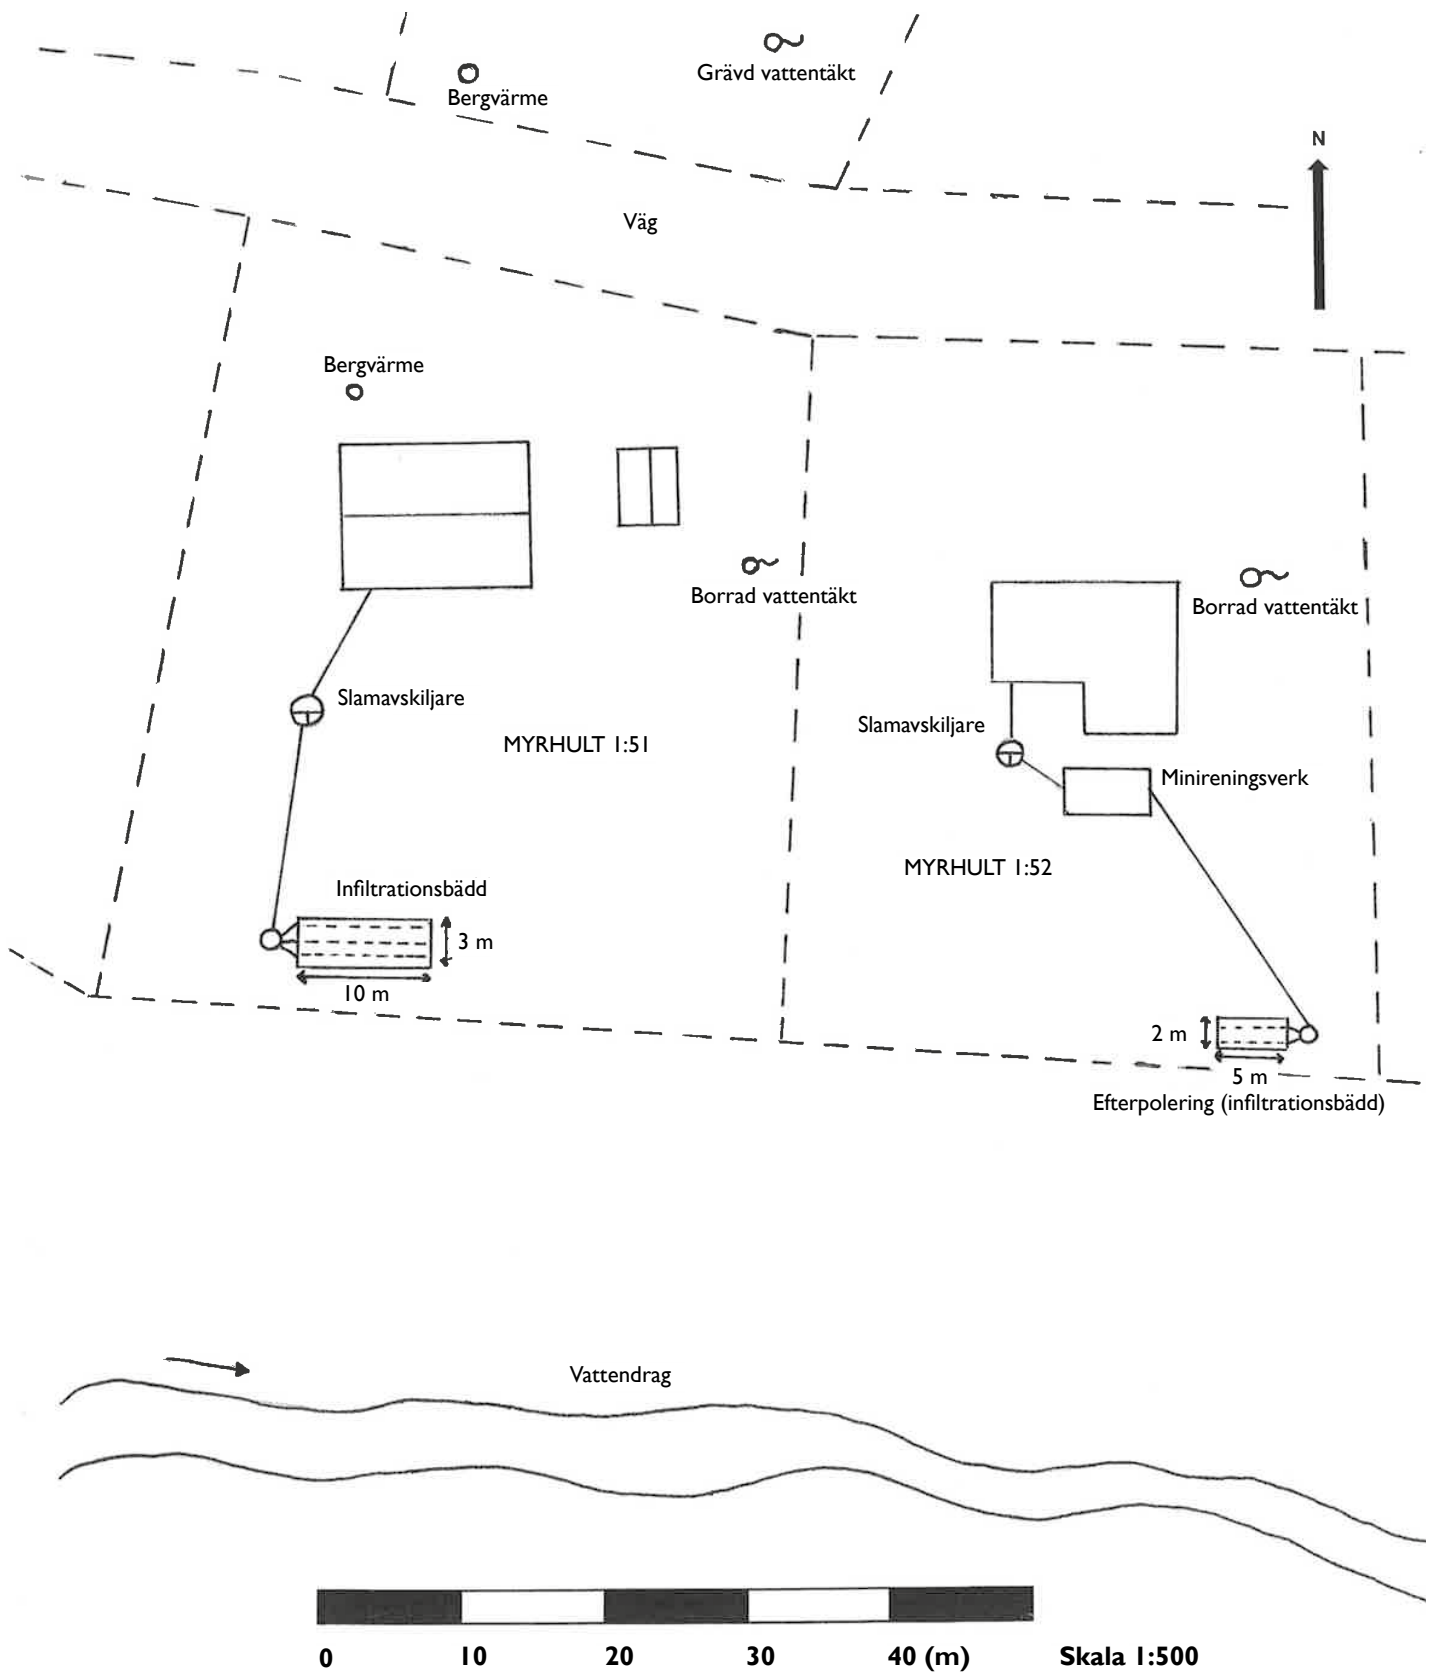 Grävd vattentäkt
Bergvärme
N
Väg
Bergvärme
Borrad vattentäkt
Borrad vattentäkt
Slamavskiljare
Slamavskiljare
MYRHULT 1:51
Minireningsverk
MYRHULT 1:52
Infiltrationsbädd
3 m
10 m
2 m
5 m
Efterpolering (infiltrationsbädd)
Vattendrag
0 10 20 30 40 (m) Skala 1:500